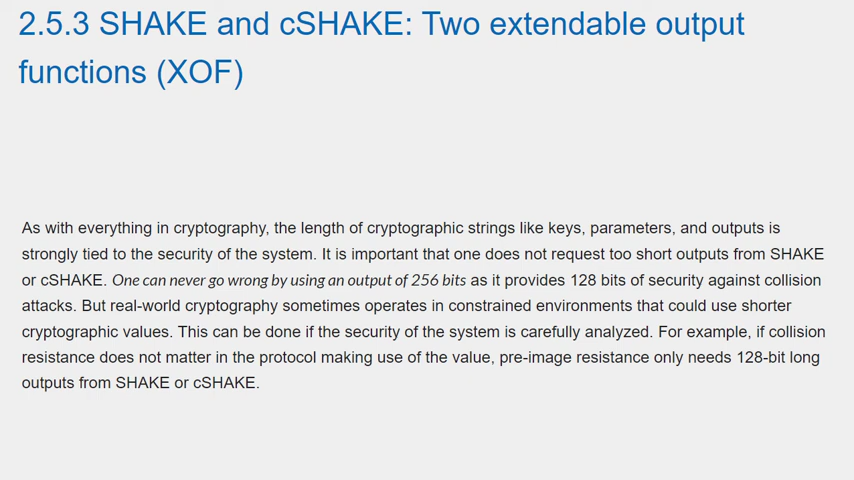 2.5.3 SHAKE and cSHAKE: Two extendable output
functions (XOF)
As with everything in cryptography, the length of cryptographic strings like keys, parameters, and outputs is
strongly tied to the security of the system. It is important that one does not request too short outputs from SHAKE
or cSHAKE. One can never go wrong by using an output of 256 bits as it provides 128 bits of security against collision
attacks. But real-world cryptography sometimes operates in constrained environments that could use shorter
cryptographic values. This can be done if the security of the system is carefully analyzed. For example, if collision
resistance does not matter in the protocol making use of the value, pre-image resistance only needs 128-bit long
outputs from SHAKE or cSHAKE.